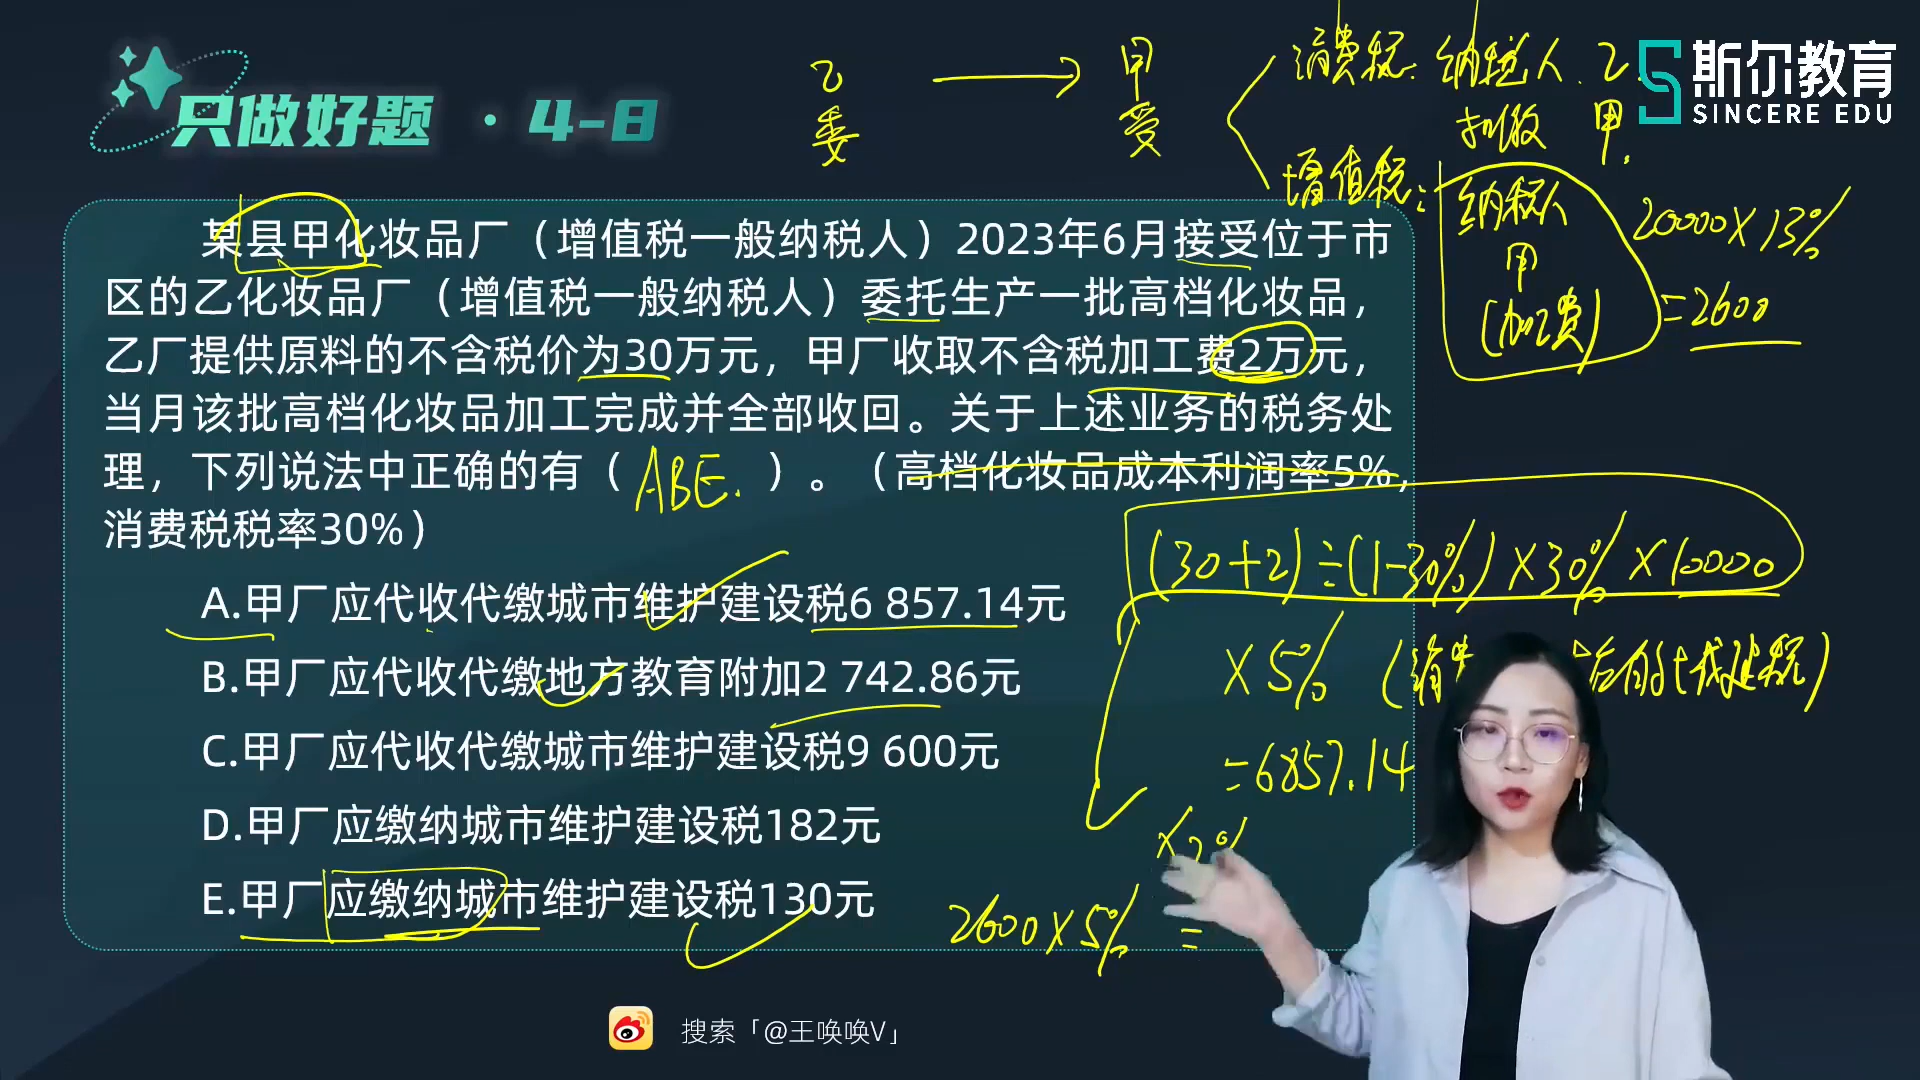 只做好题 · 4-8
乙 → 甲
委 受
消费税: 纳税人. 乙.
扣缴 甲.
增值税: 纳税人
甲
(加工费)
20000×13%
=2600
斯尔教育
SINCERE EDU
某县甲化妆品厂（增值税一般纳税人）2023年6月接受位于市
区的乙化妆品厂（增值税一般纳税人）委托生产一批高档化妆品，
乙厂提供原料的不含税价为30万元，甲厂收取不含税加工费2万元，
当月该批高档化妆品加工完成并全部收回。关于上述业务的税务处
理，下列说法中正确的有（ ABE. ）。（高档化妆品成本利润率5%，
消费税税率30%）
A.甲厂应代收代缴城市维护建设税6 857.14元
B.甲厂应代收代缴地方教育附加2 742.86元
C.甲厂应代收代缴城市维护建设税9 600元
D.甲厂应缴纳城市维护建设税182元
E.甲厂应缴纳城市维护建设税130元
(30+2)÷(1-30%)×30%×10000
×5% (消 城建税)
=6857.14
×2%
2600×5% =
搜索「@王唤唤V」